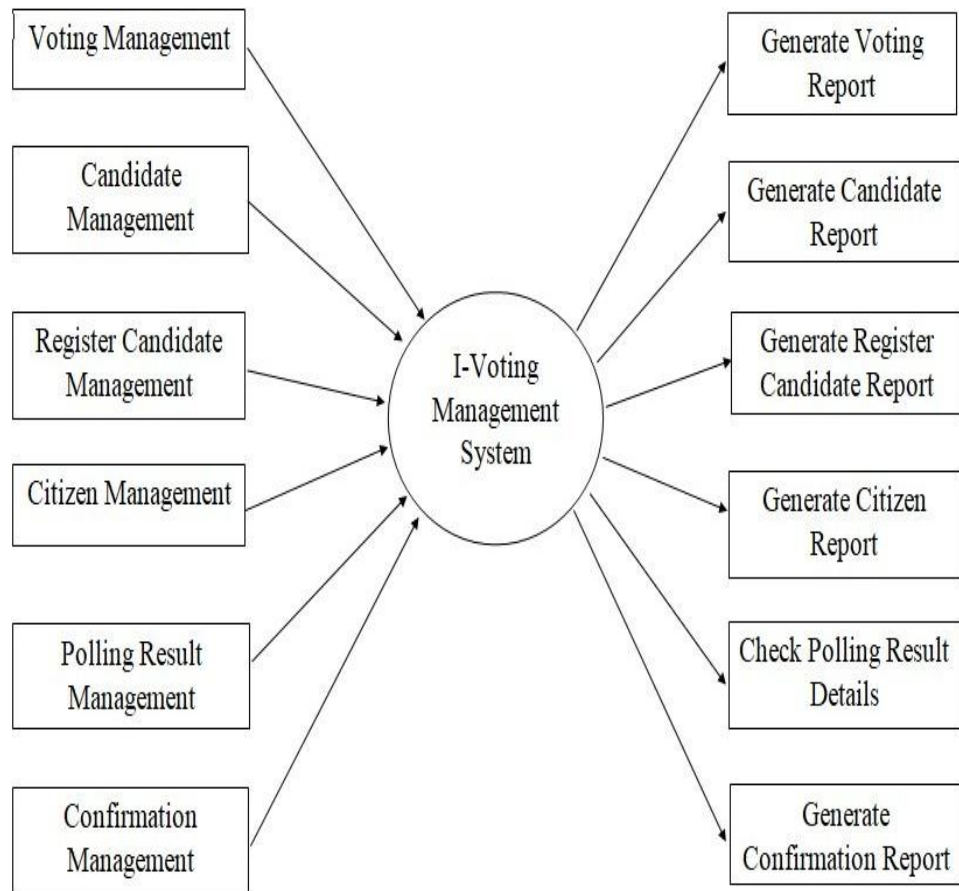 Voting Management
Candidate
Management
Register Candidate
Management
Citizen Management
Polling Result
Management
Confirmation
Management
I-Voting
Management
System
Generate Voting
Report
Generate Candidate
Report
Generate Register
Candidate Report
Generate Citizen
Report
Check Polling Result
Details
Generate
Confirmation Report